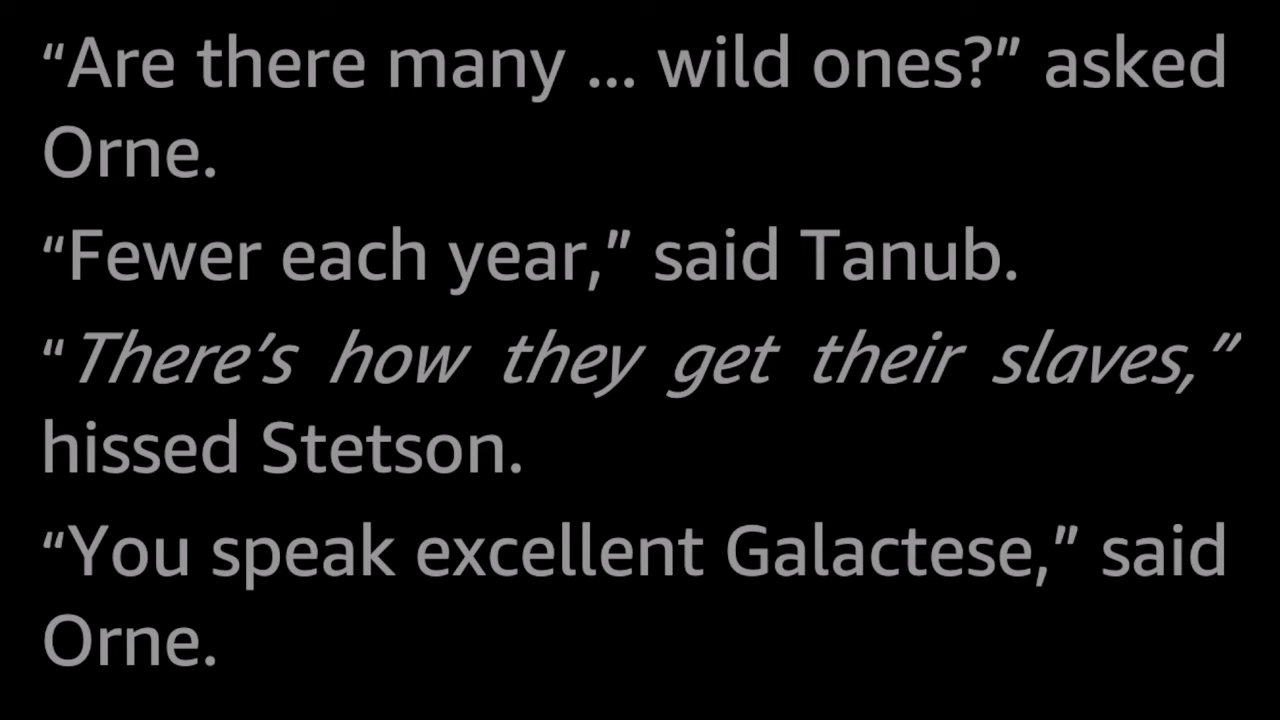 “Are there many ... wild ones?” asked
Orne.
“Fewer each year,” said Tanub.
“There’s how they get their slaves,”
hissed Stetson.
“You speak excellent Galactese,” said
Orne.